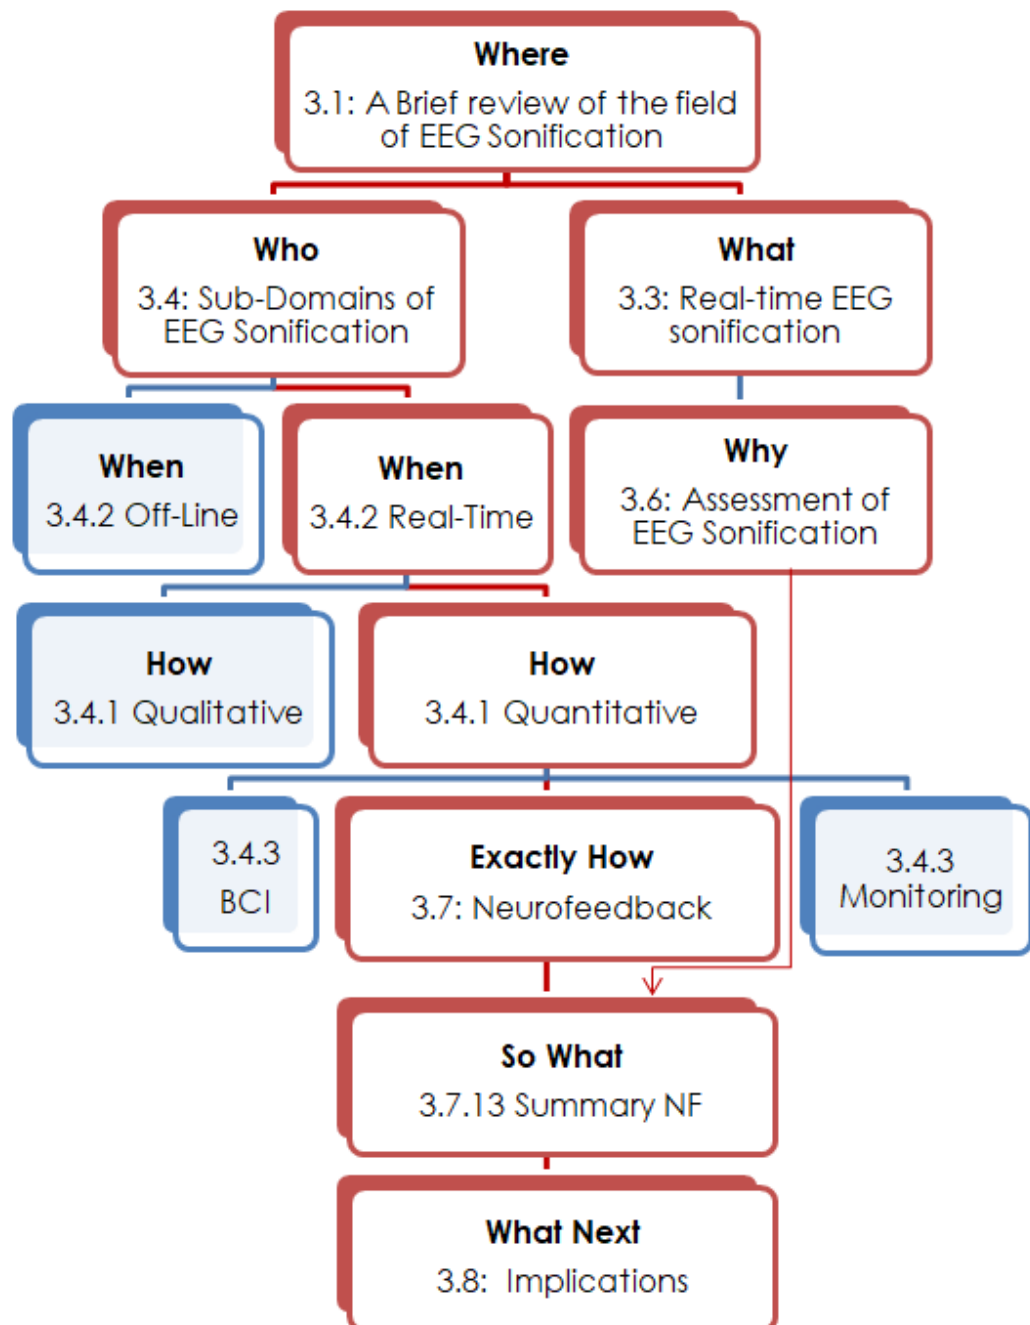 Where
3.1: A Brief review of the field
of EEG Sonification
Who
3.4: Sub-Domains of
EEG Sonification
What
3.3: Real-time EEG
sonification
When
3.4.2 Off-Line
When
3.4.2 Real-Time
Why
3.6: Assessment of
EEG Sonification
How
3.4.1 Qualitative
How
3.4.1 Quantitative
3.4.3
BCI
Exactly How
3.7: Neurofeedback
3.4.3
Monitoring
So What
3.7.13 Summary NF
What Next
3.8: Implications